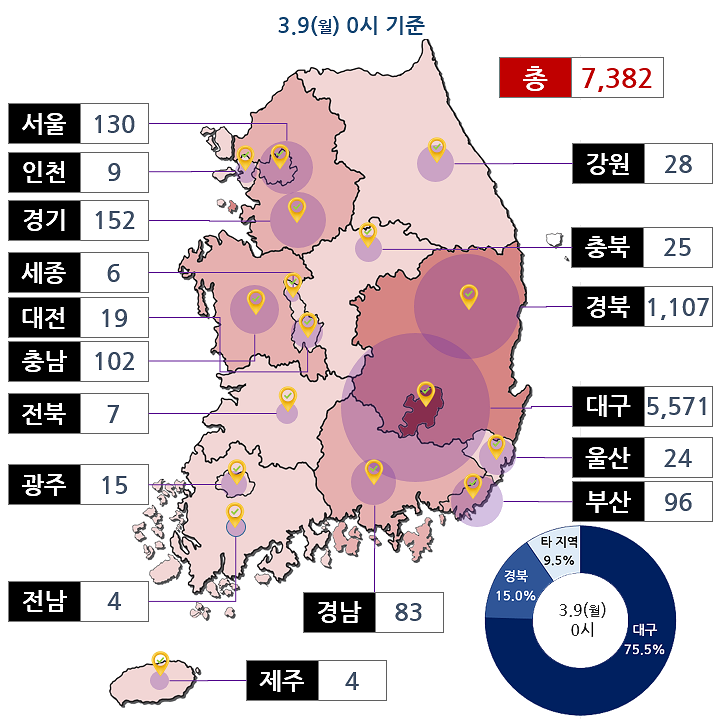 3.9(월) 0시 기준
총 7,382
서울 130
인천 9
경기 152
세종 6
대전 19
충남 102
전북 7
광주 15
전남 4
강원 28
충북 25
경북 1,107
대구 5,571
울산 24
부산 96
경남 83
제주 4
타 지역
9.5%
경북
15.0%
3.9(월)
0시
대구
75.5%